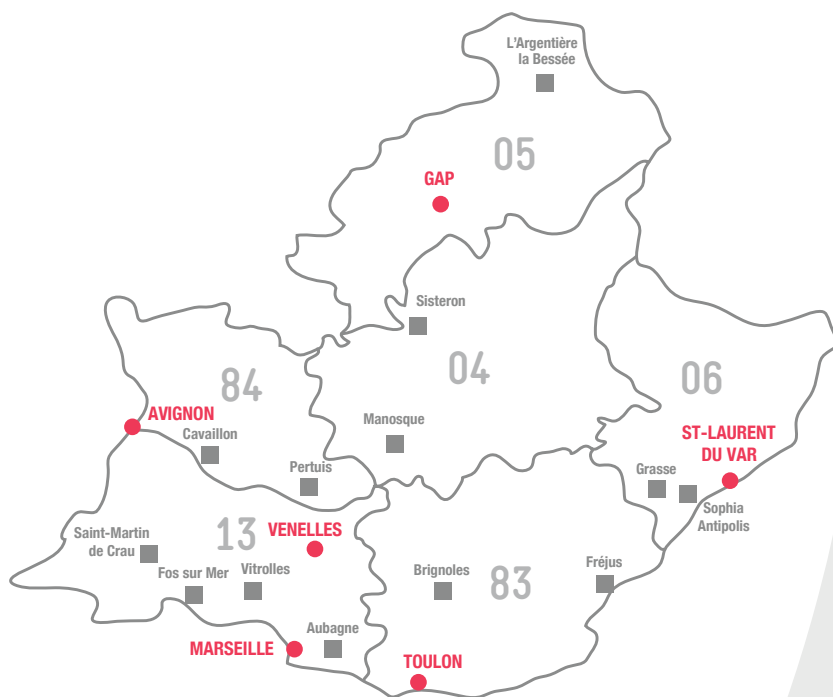 L'Argentière
la Bessée
05
GAP
Sisteron
04
06
84
AVIGNON
Cavaillon
Manosque
ST-LAURENT
DU VAR
Pertuis
Grasse
Sophia
Antipolis
Saint-Martin
de Crau
13
VENELLES
Fos sur Mer
Vitrolles
Brignoles
83
Fréjus
Aubagne
MARSEILLE
TOULON